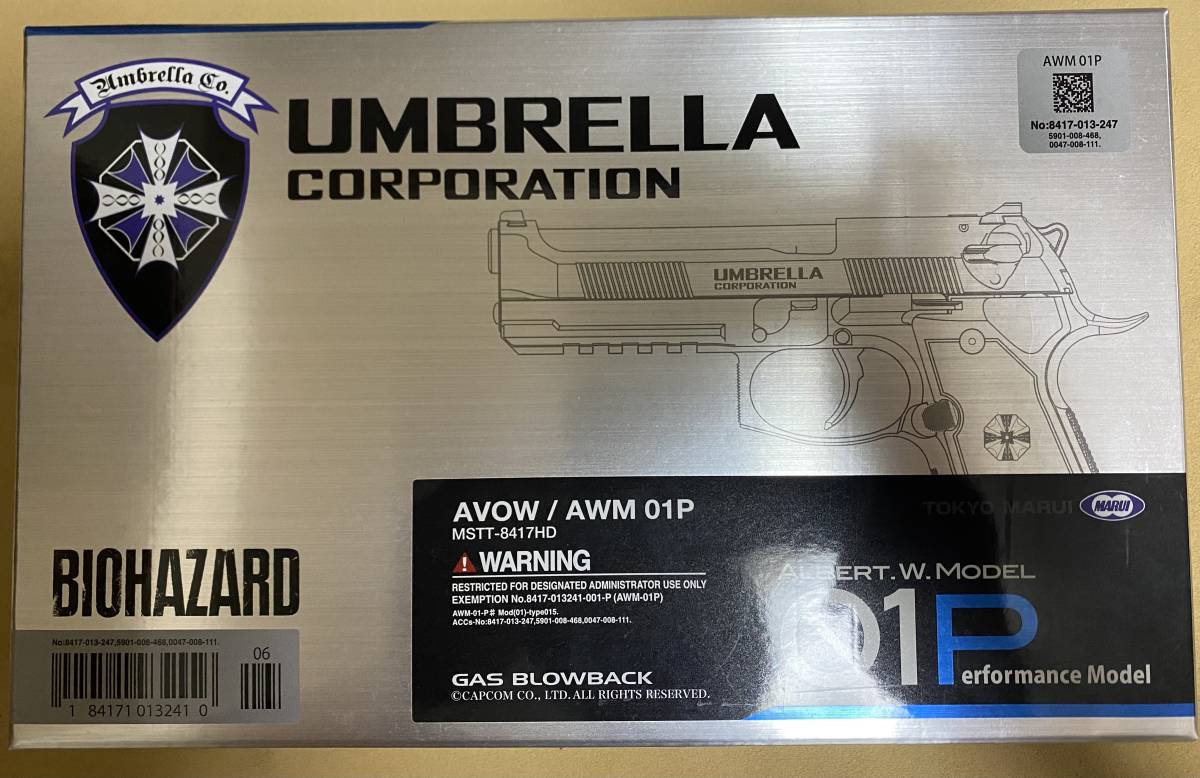 Umbrella Co.
UMBRELLA
CORPORATION
AWM 01P
No:8417-013-247
5901-008-468,
0047-008-111.
UMBRELLA
CORPORATION
AVOW / AWM 01P
MSTT-8417HD
WARNING
RESTRICTED FOR DESIGNATED ADMINISTRATOR USE ONLY
EXEMPTION No.8417-013241-001-P (AWM-01P)
AWM-01-P# Mod(01)-type015.
ACCs-No:8417-013-247,5901-008-468,0047-008-111.
GAS BLOWBACK
©CAPCOM CO., LTD. ALL RIGHTS RESERVED.
TOKYO MARUI
MARUI
ALBERT.W.MODEL
01Performance Model
BIOHAZARD
No:8417-013-247,5901-008-468,0047-008-111.
06
1 84171 013241 0